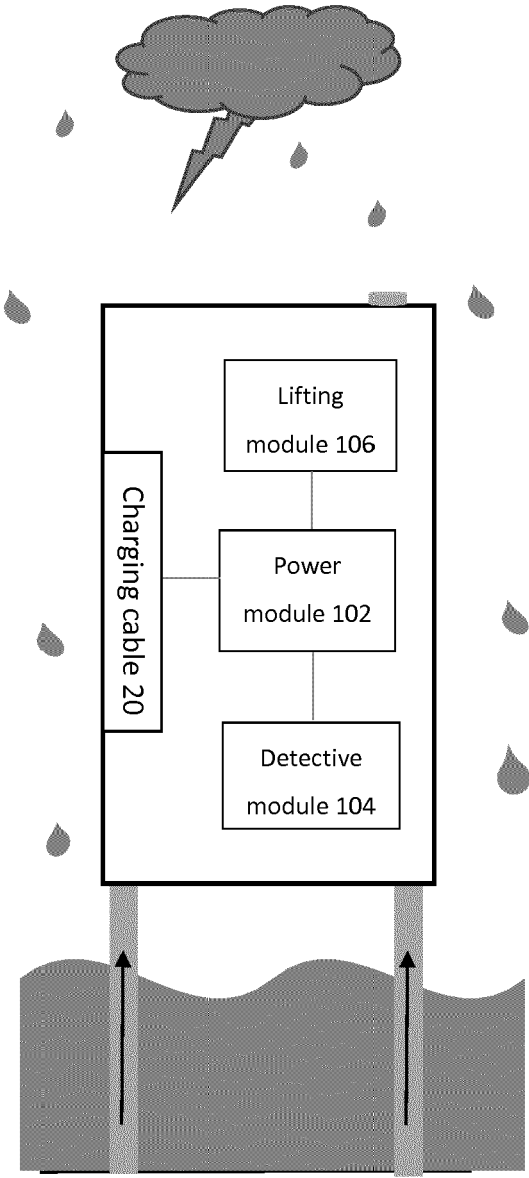 Lifting
module 106
Charging cable 20
Power
module 102
Detective
module 104